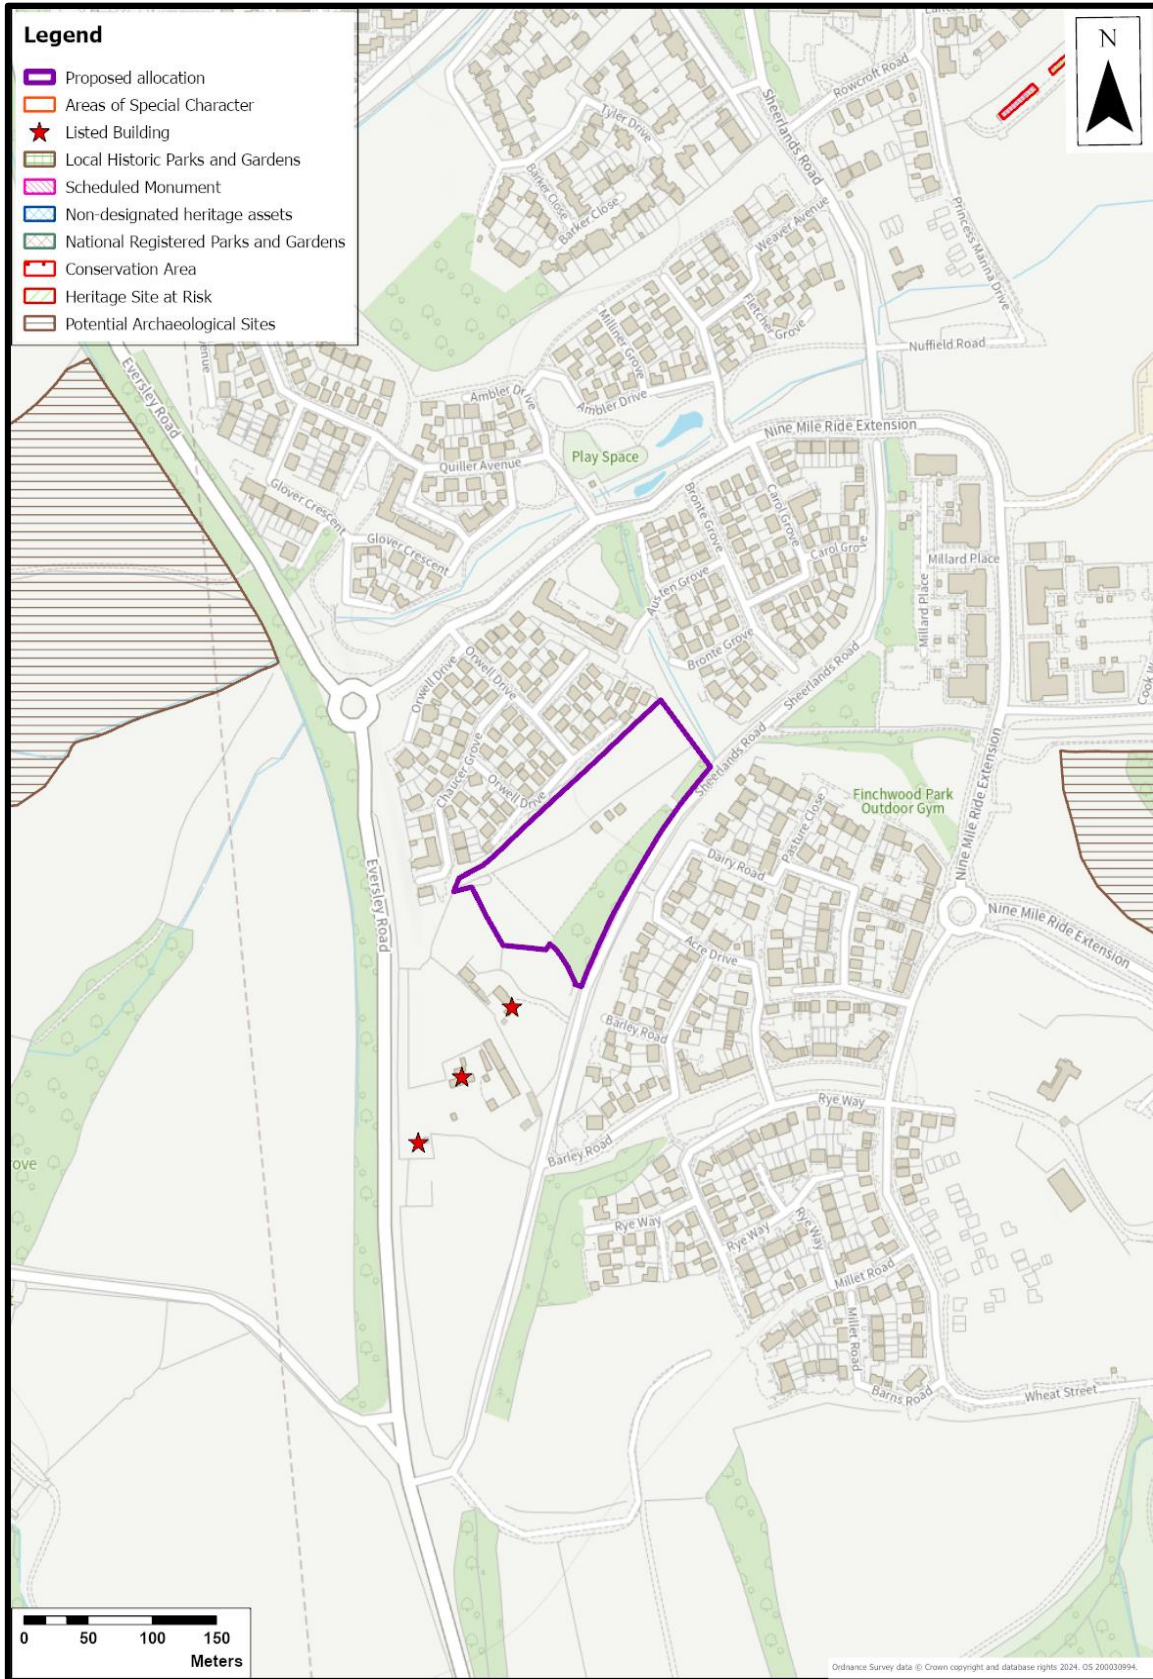 Legend
Proposed allocation
Areas of Special Character
Listed Building
Local Historic Parks and Gardens
Scheduled Monument
Non-designated heritage assets
National Registered Parks and Gardens
Conservation Area
Heritage Site at Risk
Potential Archaeological Sites
N
Rowcroft Road
Sheerlands Road
Tyler Drive
Barker Close
Barker Close
Weaver Avenue
Princess Marina Drive
Fletcher Grove
Milliner Grove
Nuffield Road
Eversley Road
Ambler Drive
Ambler Drive
Nine Mile Ride Extension
Play Space
Quiller Avenue
Glover Crescent
Glover Crescent
Bronte Grove
Carol Grove
Carol Grove
Millard Place
Millard Place
Austen Grove
Bronte Grove
Orwell Drive
Orwell Drive
Sheerlands Road
Chaucer Grove
Orwell Drive
Sheerlands Road
Finchwood Park
Outdoor Gym
Nine Mile Ride Extension
Pasture Close
Dairy Road
Eversley Road
Nine Mile Ride Extension
Acre Drive
Barley Road
Rye Way
Barley Road
ove
Rye Way
Rye Way
Rye Way
Millet Road
Millet Road
Barns Road
Wheat Street
0 50 100 150
Meters
Ordnance Survey data © Crown copyright and database rights 2024. OS 200030994.